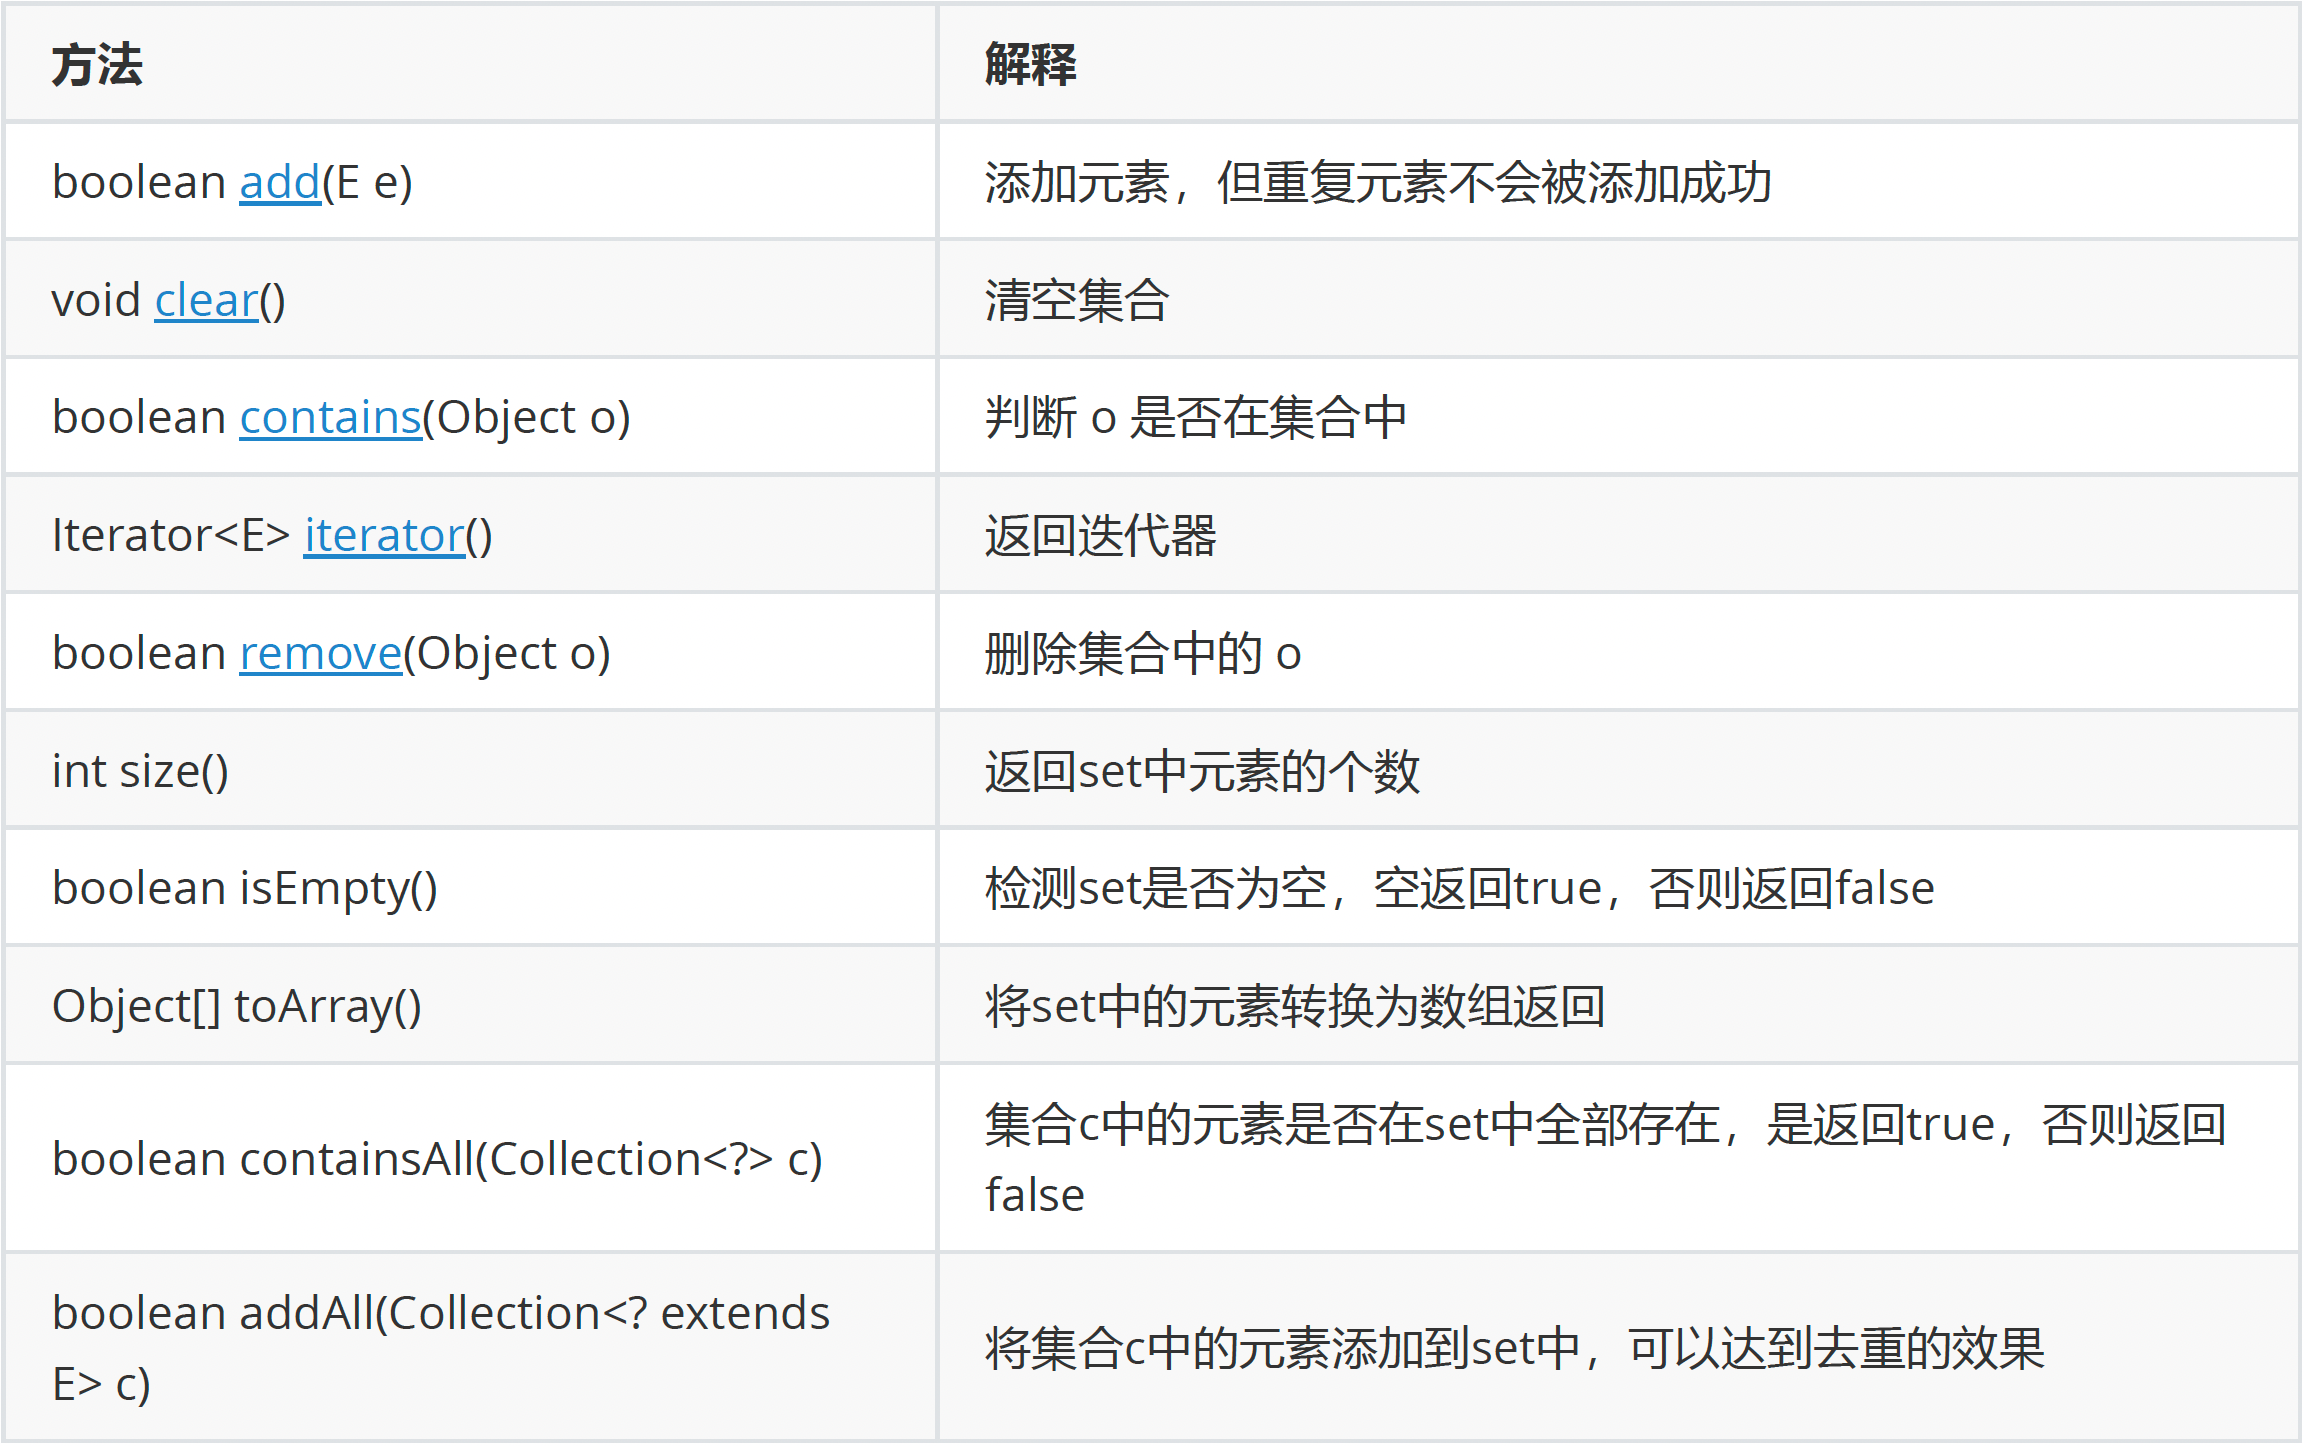 方法
解释
boolean add(E e)
添加元素，但重复元素不会被添加成功
void clear()
清空集合
boolean contains(Object o)
判断 o 是否在集合中
Iterator<E> iterator()
返回迭代器
boolean remove(Object o)
删除集合中的 o
int size()
返回set中元素的个数
boolean isEmpty()
检测set是否为空，空返回true，否则返回false
Object[] toArray()
将set中的元素转换为数组返回
boolean containsAll(Collection<?> c)
集合c中的元素是否在set中全部存在，是返回true，否则返回
false
boolean addAll(Collection<? extends
E> c)
将集合c中的元素添加到set中，可以达到去重的效果